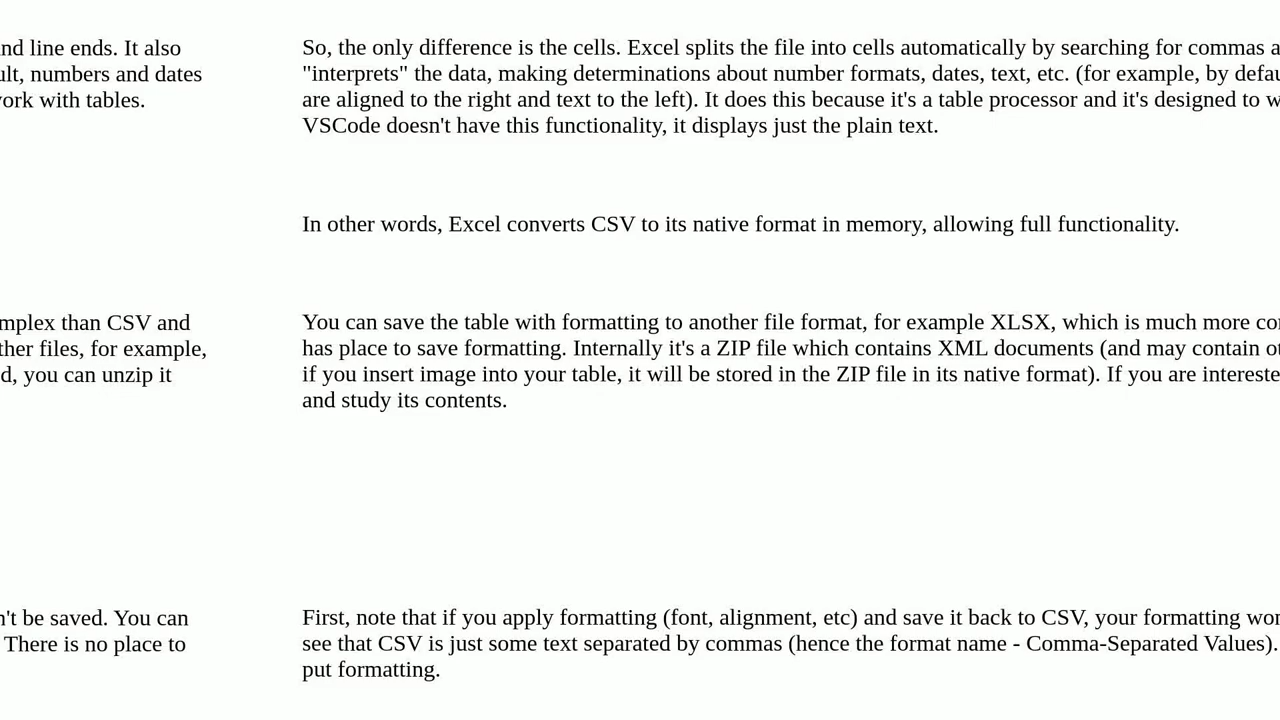 nd line ends. It also
ult, numbers and dates
work with tables.
mplex than CSV and
ther files, for example,
d, you can unzip it
n't be saved. You can
There is no place to
So, the only difference is the cells. Excel splits the file into cells automatically by searching for commas a
"interprets" the data, making determinations about number formats, dates, text, etc. (for example, by defau
are aligned to the right and text to the left). It does this because it's a table processor and it's designed to w
VSCode doesn't have this functionality, it displays just the plain text.
In other words, Excel converts CSV to its native format in memory, allowing full functionality.
You can save the table with formatting to another file format, for example XLSX, which is much more co
has place to save formatting. Internally it's a ZIP file which contains XML documents (and may contain ot
if you insert image into your table, it will be stored in the ZIP file in its native format). If you are intereste
and study its contents.
First, note that if you apply formatting (font, alignment, etc) and save it back to CSV, your formatting wo
see that CSV is just some text separated by commas (hence the format name - Comma-Separated Values).
put formatting.